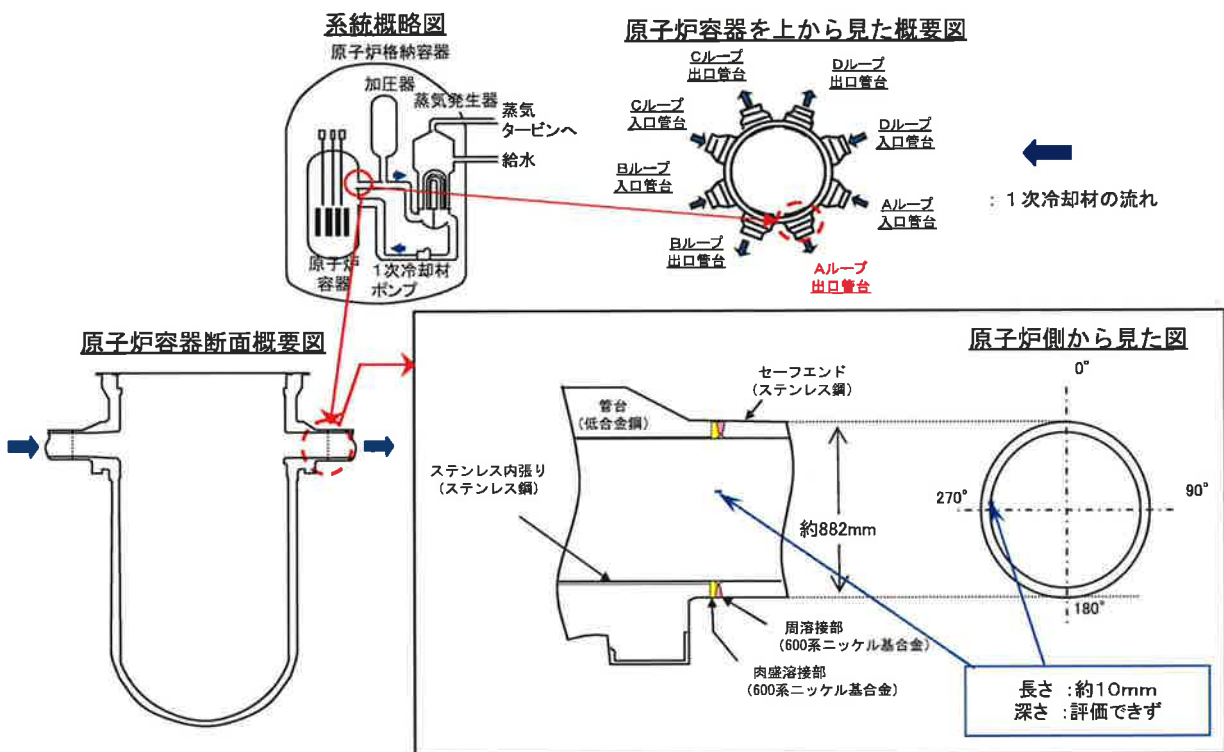 系統概略図
原子炉格納容器
加圧器
蒸気発生器
蒸気
タービンへ
給水
原子炉
容器
1次冷却材
ポンプ
原子炉容器を上から見た概要図
Cループ
出口管台
Dループ
出口管台
Cループ
入口管台
Dループ
入口管台
Bループ
入口管台
Aループ
入口管台
Bループ
出口管台
Aループ
出口管台
：1次冷却材の流れ
原子炉容器断面概要図
原子炉側から見た図
セーフエンド
(ステンレス鋼)
管台
(低合金鋼)
ステンレス内張り
(ステンレス鋼)
約882mm
0°
90°
270°
180°
周溶接部
(600系ニッケル基合金)
肉盛溶接部
(600系ニッケル基合金)
長さ：約10mm
深さ：評価できず